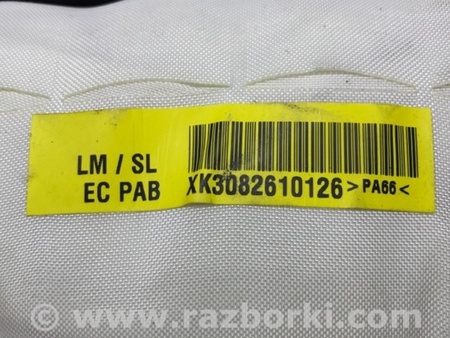 LM / SL
EC PAB
XK3082610126 >PA66<
© www.razborki.com